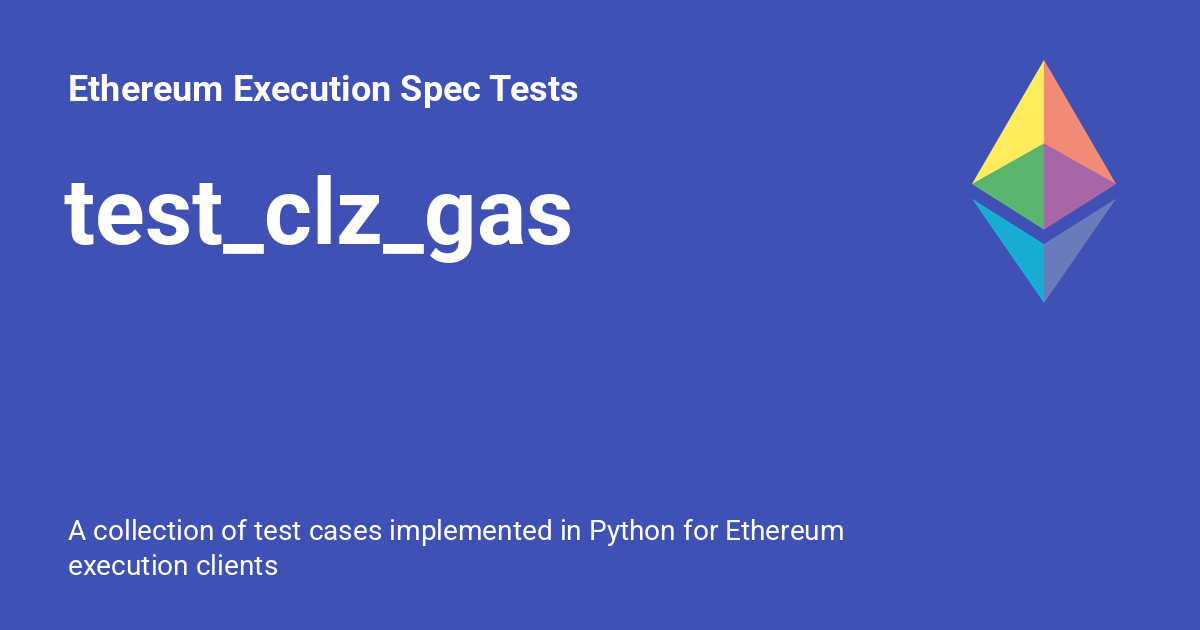 Ethereum Execution Spec Tests
test_clz_gas
A collection of test cases implemented in Python for Ethereum
execution clients